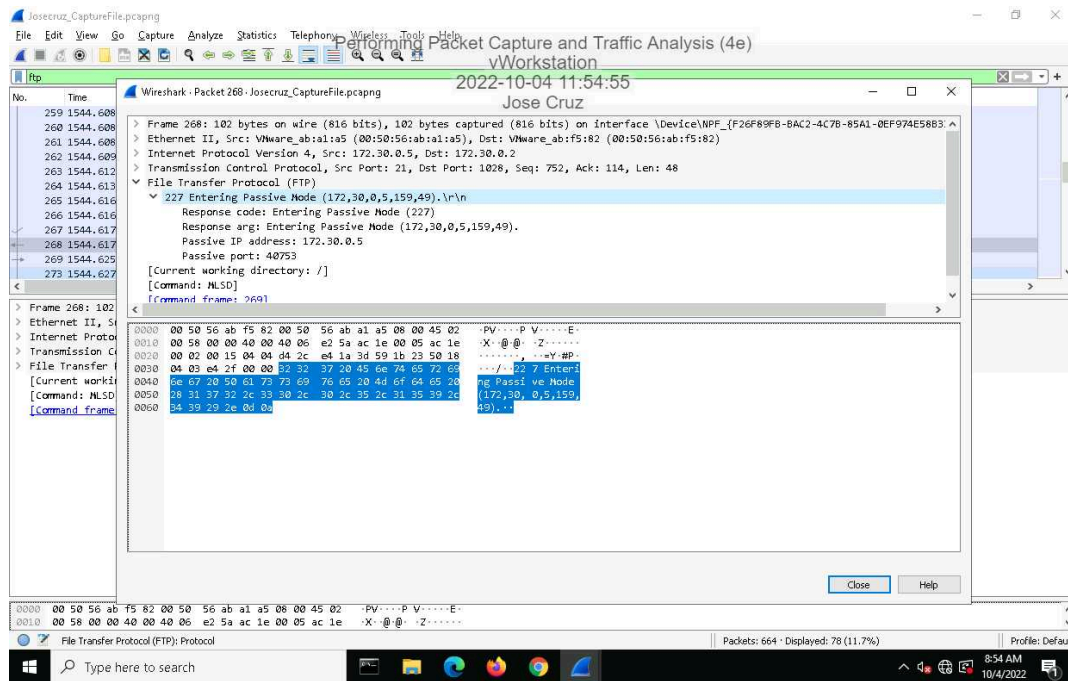 Josecruz_CaptureFile.pcapng
File Edit View Go Capture Analyze Statistics Telephony Wireless Tools Help
Performing Packet Capture and Traffic Analysis (4e)
vWorkstation
2022-10-04 11:54:55
Jose Cruz
ftp
No. Time
259 1544.608
260 1544.608
261 1544.608
262 1544.609
263 1544.612
264 1544.613
265 1544.616
266 1544.616
267 1544.617
268 1544.617
269 1544.625
273 1544.627
Wireshark · Packet 268 · Josecruz_CaptureFile.pcapng
Frame 268: 102 bytes on wire (816 bits), 102 bytes captured (816 bits) on interface \Device\NPF_{F26F89FB-BAC2-4C7B-85A1-0EF974E58B3
Ethernet II, Src: VMware_ab:a1:a5 (00:50:56:ab:a1:a5), Dst: VMware_ab:f5:82 (00:50:56:ab:f5:82)
Internet Protocol Version 4, Src: 172.30.0.5, Dst: 172.30.0.2
Transmission Control Protocol, Src Port: 21, Dst Port: 1028, Seq: 752, Ack: 114, Len: 48
File Transfer Protocol (FTP)
227 Entering Passive Mode (172,30,0,5,159,49).\r\n
Response code: Entering Passive Mode (227)
Response arg: Entering Passive Mode (172,30,0,5,159,49).
Passive IP address: 172.30.0.5
Passive port: 40753
[Current working directory: /]
[Command: MLSD]
[Command frame: 269]
0000 00 50 56 ab f5 82 00 50 56 ab a1 a5 08 00 45 02 ·PV····P V·····E·
0010 00 58 00 00 40 00 40 06 e2 5a ac 1e 00 05 ac 1e ·X··@·@· ·Z······
0020 00 02 00 15 04 04 d4 2c e4 1a 3d 59 1b 23 50 18 ·······, ··=Y·#P·
0030 04 03 e4 2f 00 00 32 32 37 20 45 6e 74 65 72 69 ···/··22 7 Enteri
0040 6e 67 20 50 61 73 73 69 76 65 20 4d 6f 64 65 20 ng Passi ve Mode
0050 28 31 37 32 2c 33 30 2c 30 2c 35 2c 31 35 39 2c (172,30, 0,5,159,
0060 34 39 29 2e 0d 0a 49).··
Close Help
Frame 268: 102
Ethernet II, S
Internet Proto
Transmission C
File Transfer
[Current worki
[Command: MLSD
[Command frame
0000 00 50 56 ab f5 82 00 50 56 ab a1 a5 08 00 45 02 ·PV····P V·····E·
0010 00 58 00 00 40 00 40 06 e2 5a ac 1e 00 05 ac 1e ·X··@·@· ·Z······
File Transfer Protocol (FTP): Protocol
Packets: 664 · Displayed: 78 (11.7%)
Profile: Defau
Type here to search
8:54 AM
10/4/2022